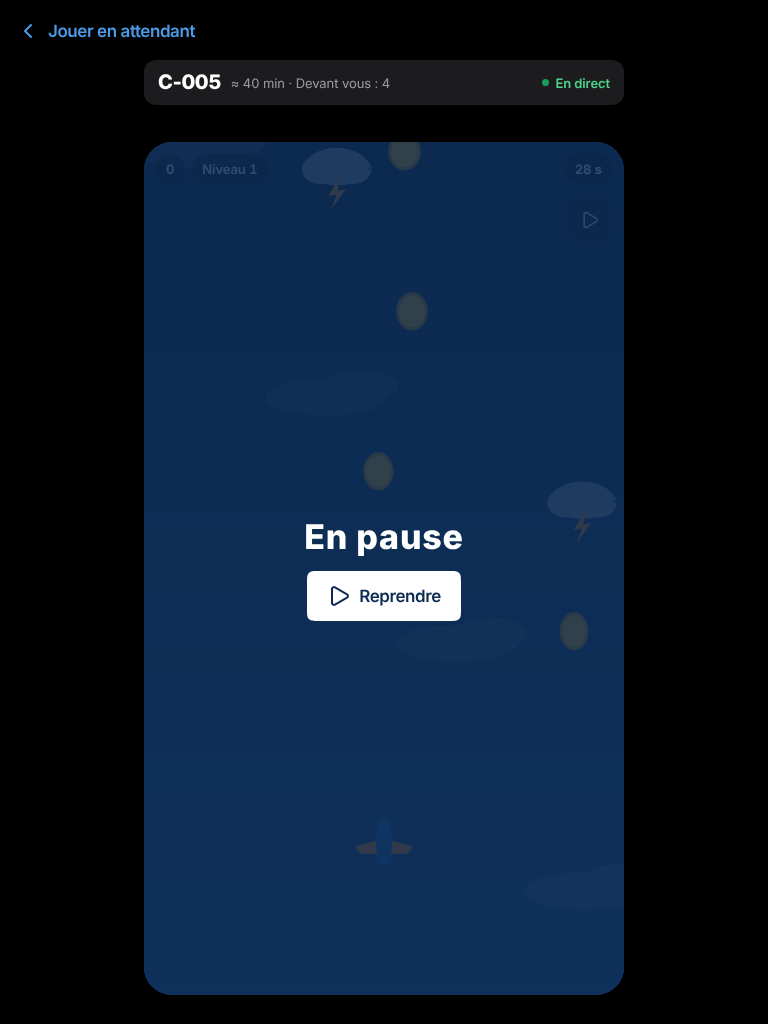 Jouer en attendant
C-005 ≈ 40 min · Devant vous : 4 En direct
0 Niveau 1 28 s
En pause
Reprendre